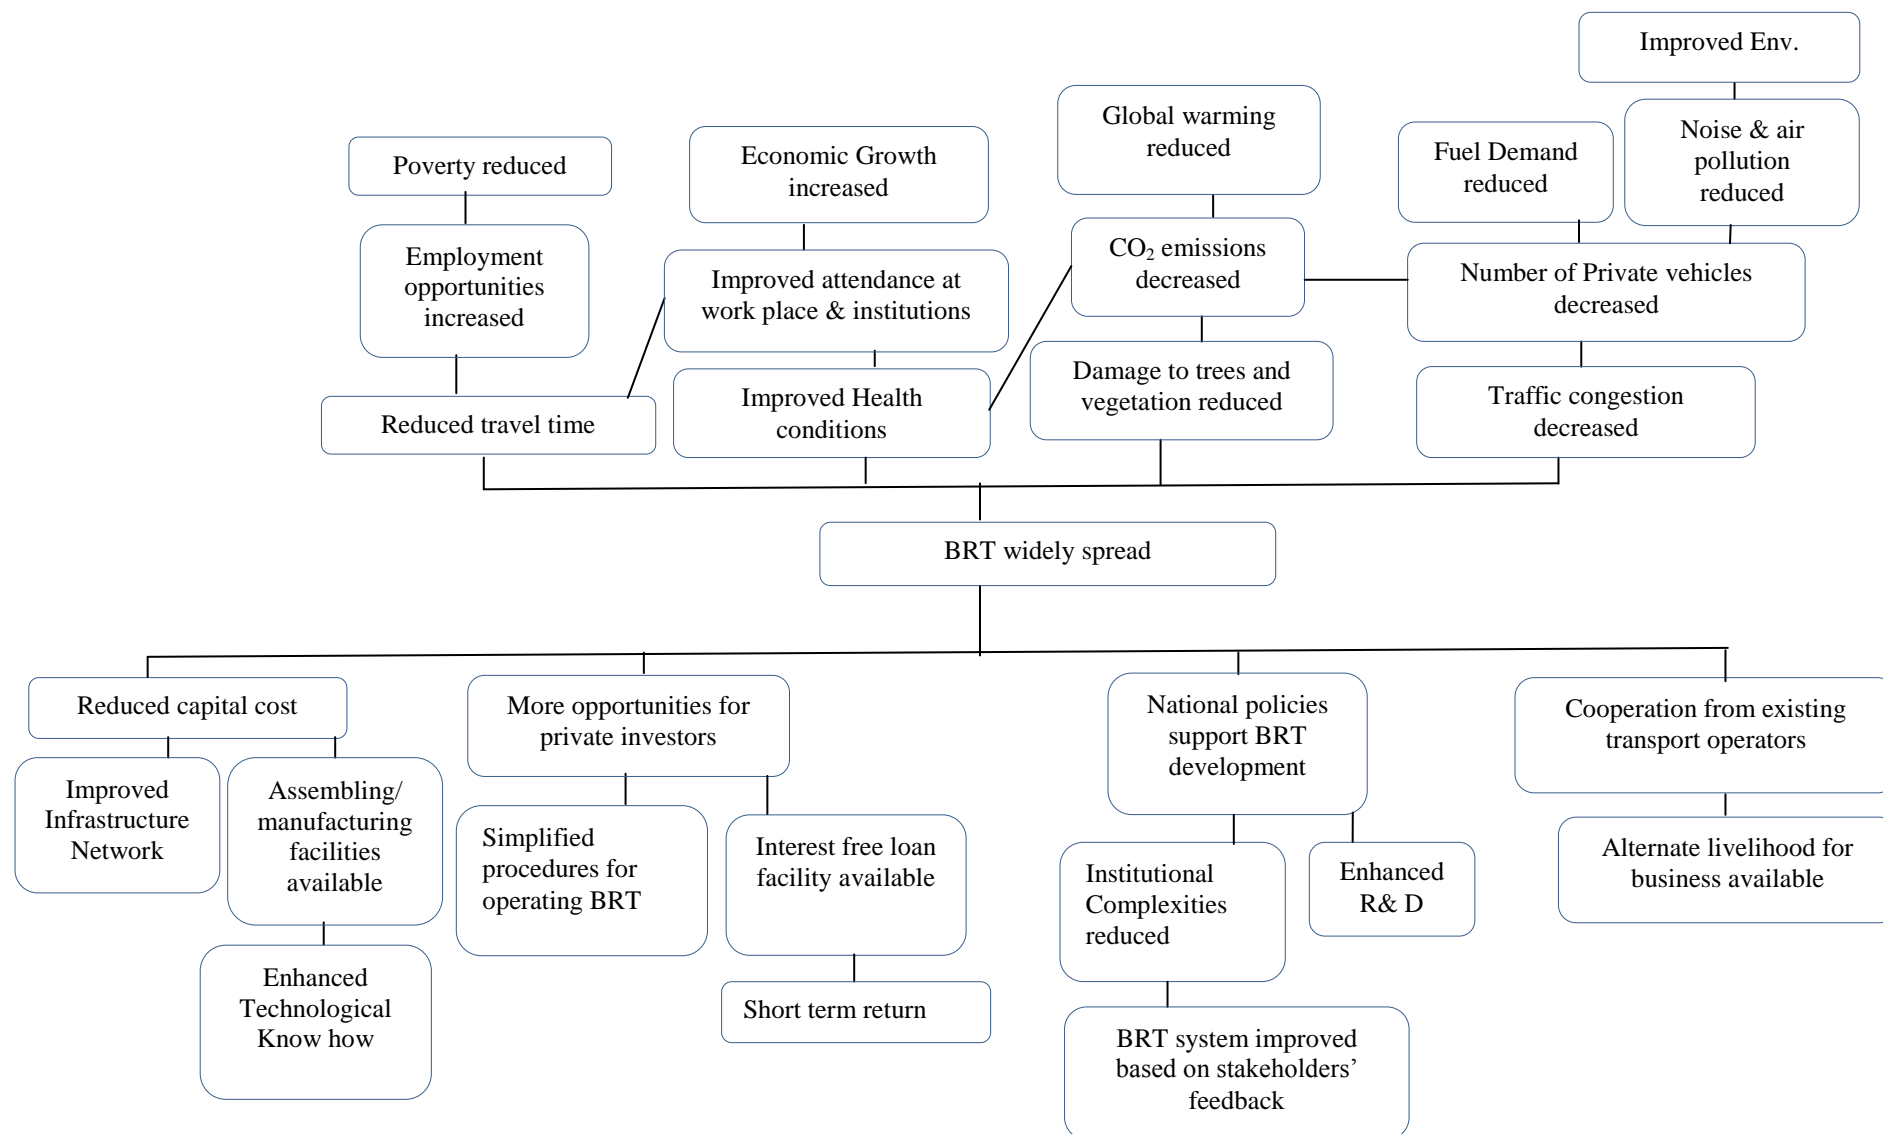 Improved Env.
Global warming
reduced
Noise & air
pollution
reduced
Fuel Demand
reduced
Economic Growth
increased
Poverty reduced
Employment
opportunities
increased
Improved attendance at
work place & institutions
CO₂ emissions
decreased
Number of Private vehicles
decreased
Reduced travel time
Improved Health
conditions
Damage to trees and
vegetation reduced
Traffic congestion
decreased
BRT widely spread
Reduced capital cost
More opportunities for
private investors
National policies
support BRT
development
Cooperation from existing
transport operators
Improved
Infrastructure
Network
Assembling/
manufacturing
facilities
available
Simplified
procedures for
operating BRT
Interest free loan
facility available
Institutional
Complexities
reduced
Enhanced
R& D
Alternate livelihood for
business available
Enhanced
Technological
Know how
Short term return
BRT system improved
based on stakeholders’
feedback